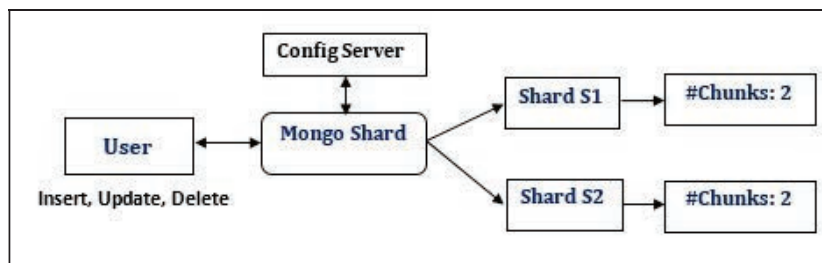 Config Server
Shard S1
#Chunks: 2
Mongo Shard
User
Insert, Update, Delete
Shard S2
#Chunks: 2